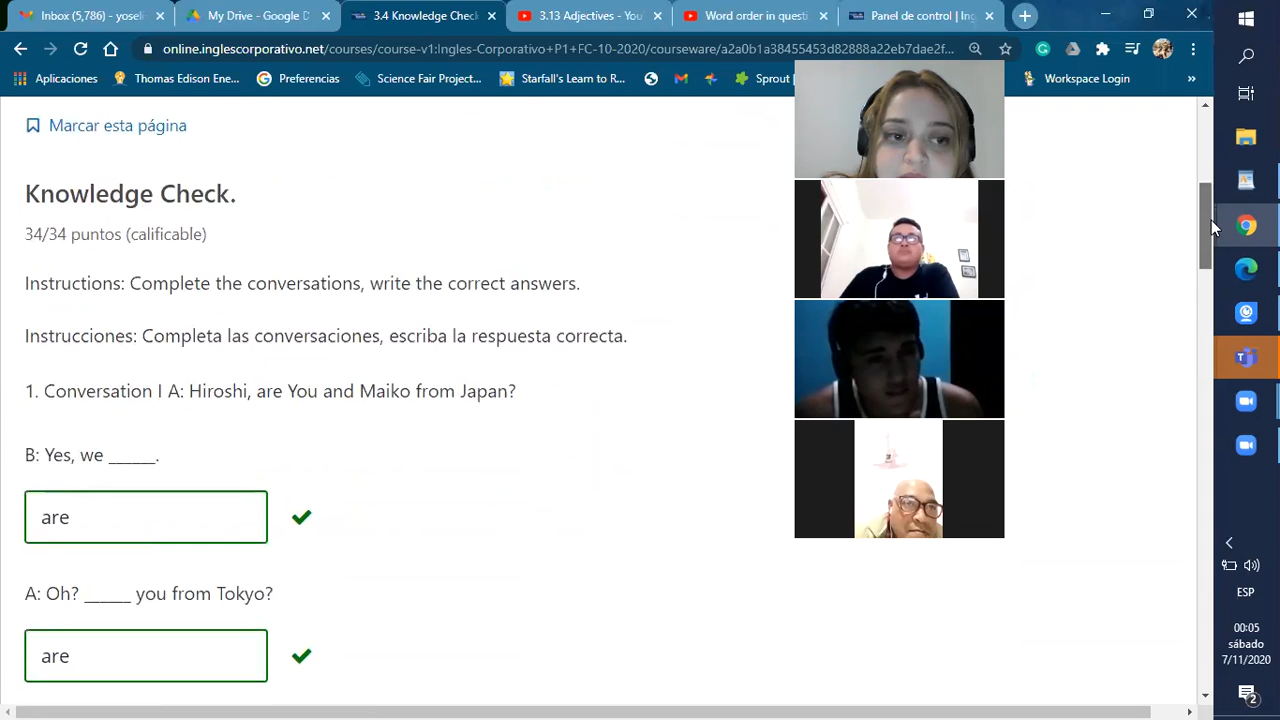 Inbox (5,786) - yoseli
My Drive - Google D
3.4 Knowledge Check
3.13 Adjectives - You
Word order in questi
Panel de control | Ing
online.inglescorporativo.net/courses/course-v1:Ingles-Corporativo+P1+FC-10-2020/courseware/a2a0b1a38455453d82888a22eb7dae2f...
Aplicaciones
Thomas Edison Ene...
Preferencias
Science Fair Project...
Starfall's Learn to R...
Sprout
Workspace Login
»
Marcar esta página
Knowledge Check.
34/34 puntos (calificable)
Instructions: Complete the conversations, write the correct answers.
Instrucciones: Completa las conversaciones, escriba la respuesta correcta.
1. Conversation I A: Hiroshi, are You and Maiko from Japan?
B: Yes, we ______.
are
A: Oh? ______ you from Tokyo?
are
ESP
00:05
sábado
7/11/2020
2